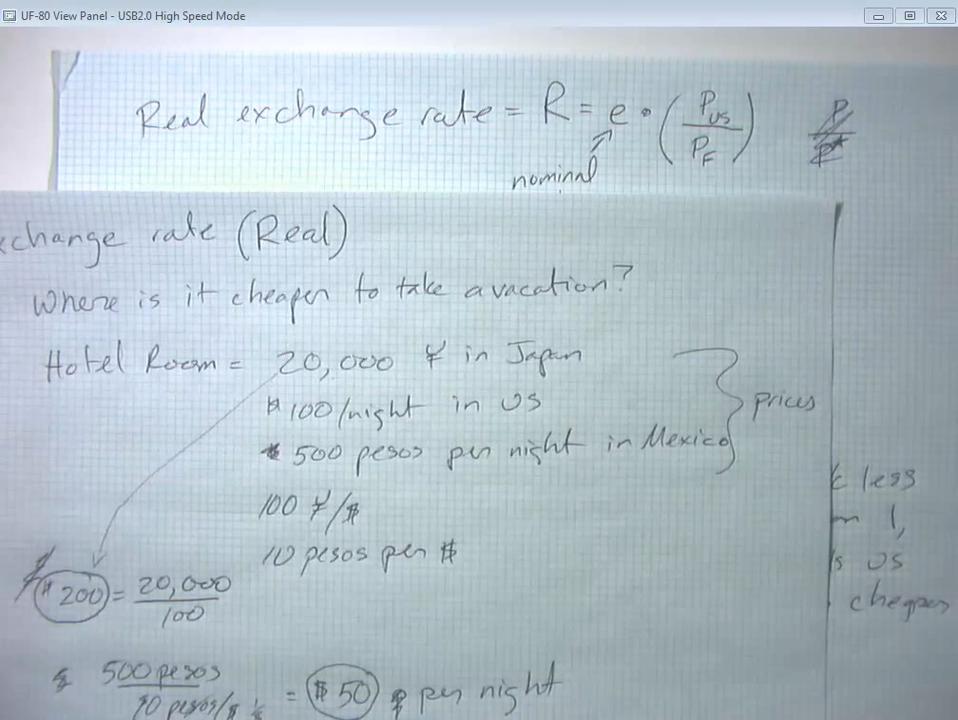 UF-80 View Panel - USB2.0 High Speed Mode
Real exchange rate = R = e • (P_US / P_F)
nominal
xchange rate (Real)
Where is it cheaper to take a vacation?
Hotel Room = 20,000 ¥ in Japan
$100/night in US
500 pesos per night in Mexico
prices
100 ¥/$
10 pesos per $
less
1,
US
cheaper
$200 = 20,000 / 100
500 pesos / 10 pesos/$ = $50 per night